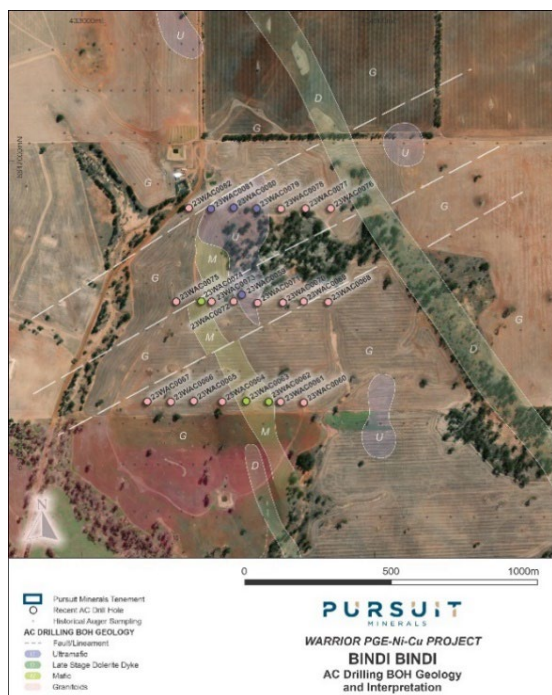 U
G
D
G
G
U
G
23WAC0082
23WAC0081
23WAC0080
23WAC0079
23WAC0078
23WAC0077
23WAC0076
G
M
G
23WAC0075
23WAC0074
23WAC0073
23WAC0072
23WAC0068
D
G
M
G
G
23WAC0067
23WAC0066
23WAC0065
23WAC0064
23WAC0063
23WAC0062
23WAC0061
23WAC0060
G
M
U
D
D
N
0
500
1000m
Pursuit Minerals Tenement
Recent AC Drill Hole
Historical Auger Sampling
AC DRILLING BOH GEOLOGY
Fault/Lineament
Ultramafic
Late Stage Dolerite Dyke
Mafic
Granitoids
PURSUIT
MINERALS
WARRIOR PGE-Ni-Cu PROJECT
BINDI BINDI
AC Drilling BOH Geology
and Interpretation